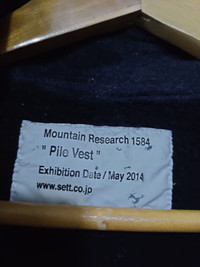 Mountain Research 1584
" Pile Vest "
Exhibition Date / May 2014
www.sett.co.jp